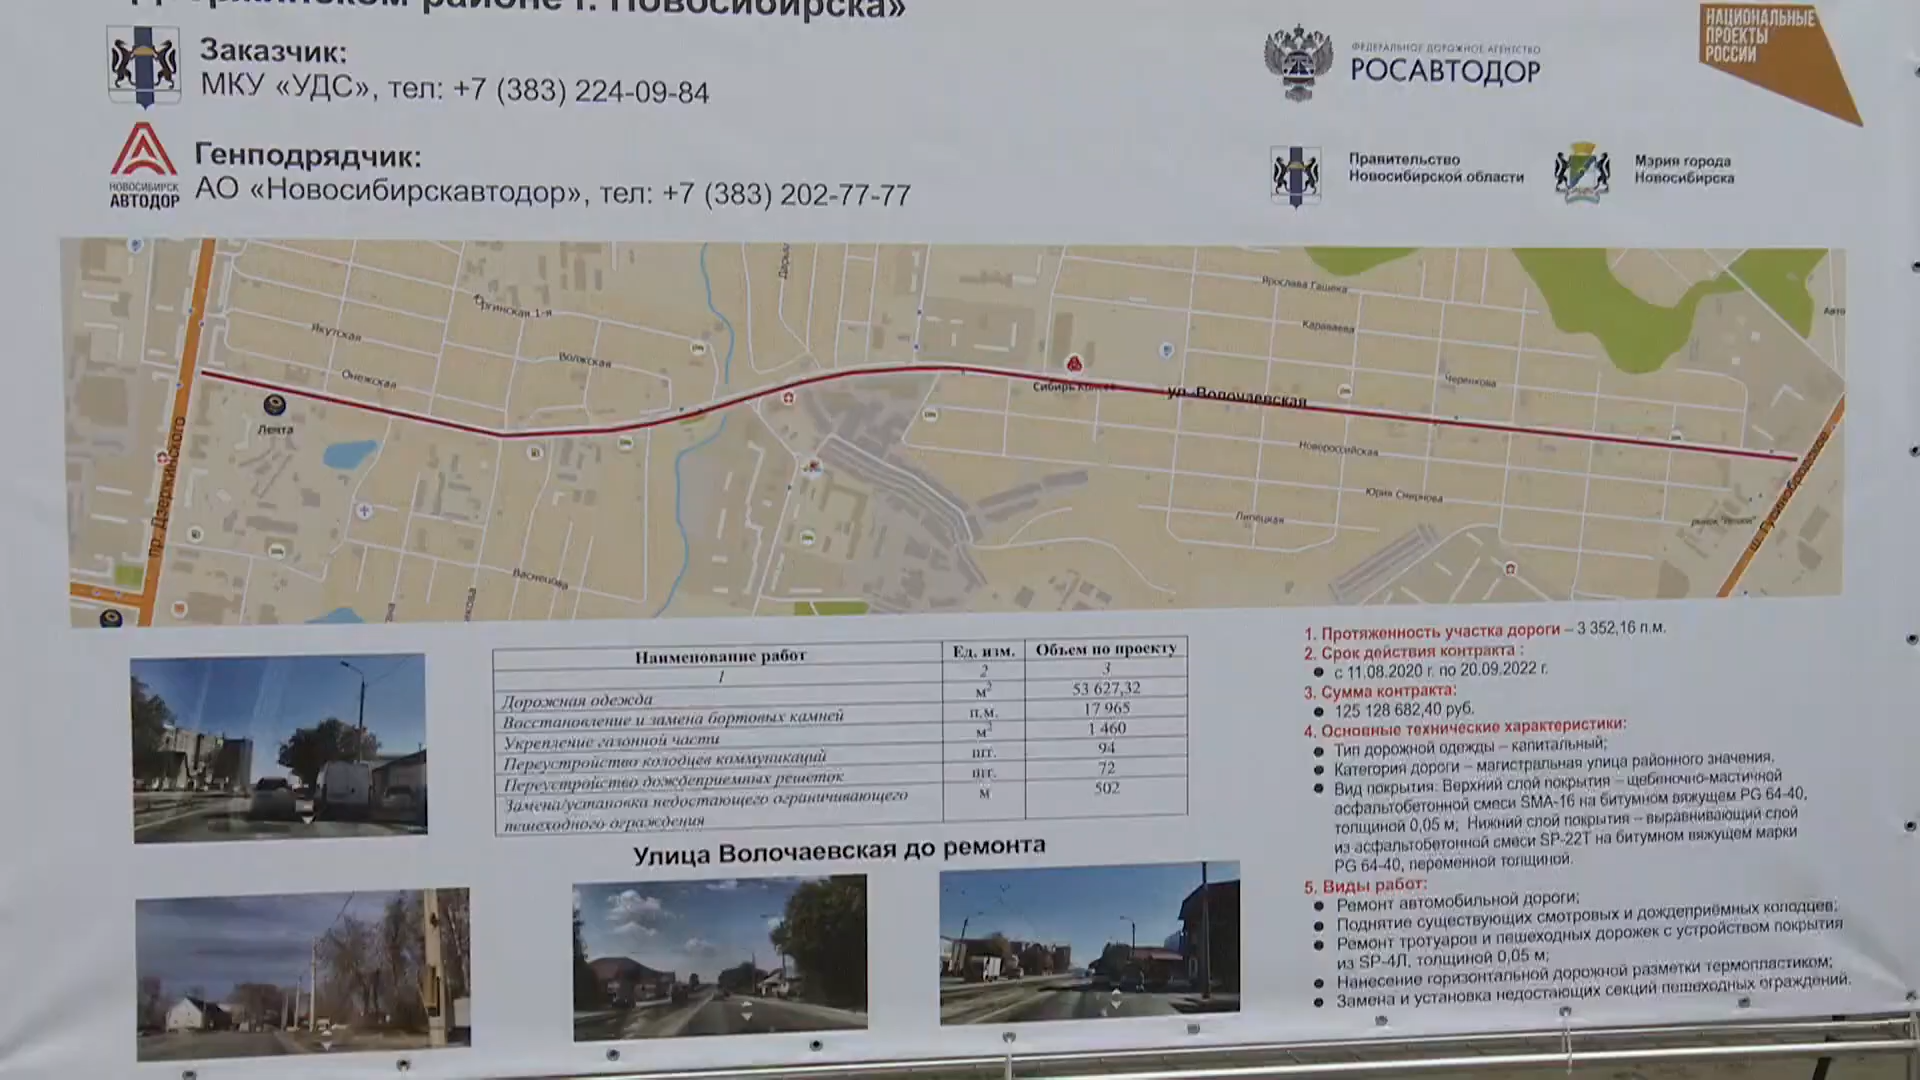 районе г. Новосибирска»
Заказчик:
МКУ «УДС», тел: +7 (383) 224-09-84
НОВОСИБИРСК
АВТОДОР
Генподрядчик:
АО «Новосибирскавтодор», тел: +7 (383) 202-77-77
ФЕДЕРАЛЬНОЕ ДОРОЖНОЕ АГЕНТСТВО
РОСАВТОДОР
НАЦИОНАЛЬНЫЕ
ПРОЕКТЫ
РОССИИ
Правительство
Новосибирской области
Мэрия города
Новосибирска
Якутская
Онежская
Волжская
Лента
пр. Дзержинского
Васнецова
Сибирь
ул. Волочаевская
Ярослава Гашека
Караваева
Черенкова
Новороссийская
Юрия Смирнова
Липецкая
Авто
рынок
ш. Гусинобродское
Наименование работ Ед. изм. Объем по проекту
1 2 3
Дорожная одежда м² 53 627,32
Восстановление и замена бортовых камней п.м. 17 965
Укрепление газонной части м² 1 460
Переустройство колодцев коммуникаций шт. 94
Переустройство дождеприемных решеток шт. 72
Замена/установка недостающего ограничивающего м 502
пешеходного ограждения
Улица Волочаевская до ремонта
1. Протяженность участка дороги – 3 352,16 п.м.
2. Срок действия контракта :
● с 11.08.2020 г. по 20.09.2022 г.
3. Сумма контракта:
● 125 128 682,40 руб.
4. Основные технические характеристики:
● Тип дорожной одежды – капитальный;
● Категория дороги – магистральная улица районного значения,
● Вид покрытия: Верхний слой покрытия – щебеночно-мастичной
асфальтобетонной смеси SMA-16 на битумном вяжущем PG 64-40,
толщиной 0,05 м; Нижний слой покрытия – выравнивающий слой
из асфальтобетонной смеси SP-22Т на битумном вяжущем марки
PG 64-40, переменной толщиной.
5. Виды работ:
● Ремонт автомобильной дороги;
● Поднятие существующих смотровых и дождеприёмных колодцев;
● Ремонт тротуаров и пешеходных дорожек с устройством покрытия
из SP-4Л, толщиной 0,05 м;
● Нанесение горизонтальной дорожной разметки термопластиком;
● Замена и установка недостающих секций пешеходных ограждений.